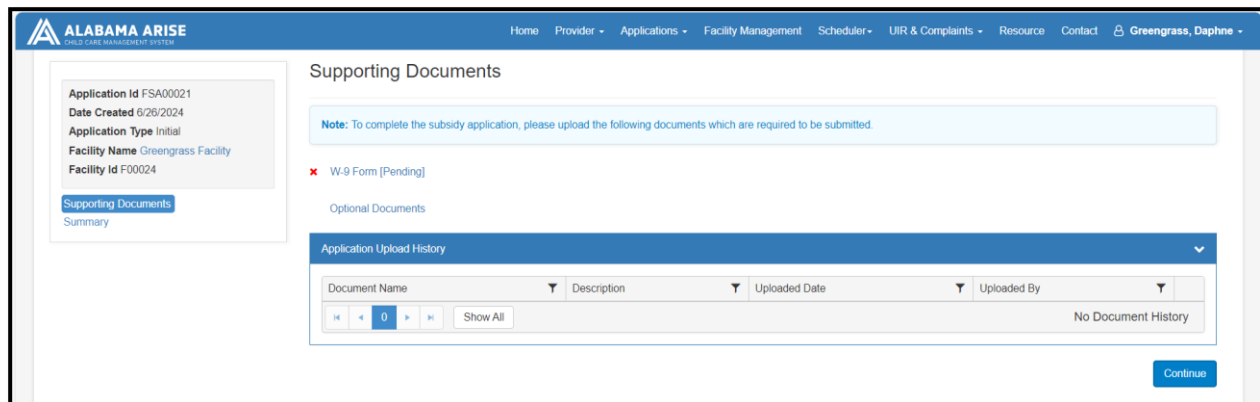 ALABAMA ARISE
CHILD CARE MANAGEMENT SYSTEM
Home Provider Applications Facility Management Scheduler UIR & Complaints Resource Contact Greengrass, Daphne
Application Id FSA00021
Date Created 6/26/2024
Application Type Initial
Facility Name Greengrass Facility
Facility Id F00024
Supporting Documents
Summary
Supporting Documents
Note: To complete the subsidy application, please upload the following documents which are required to be submitted.
W-9 Form [Pending]
Optional Documents
Application Upload History
Document Name Description Uploaded Date Uploaded By
0 Show All No Document History
Continue